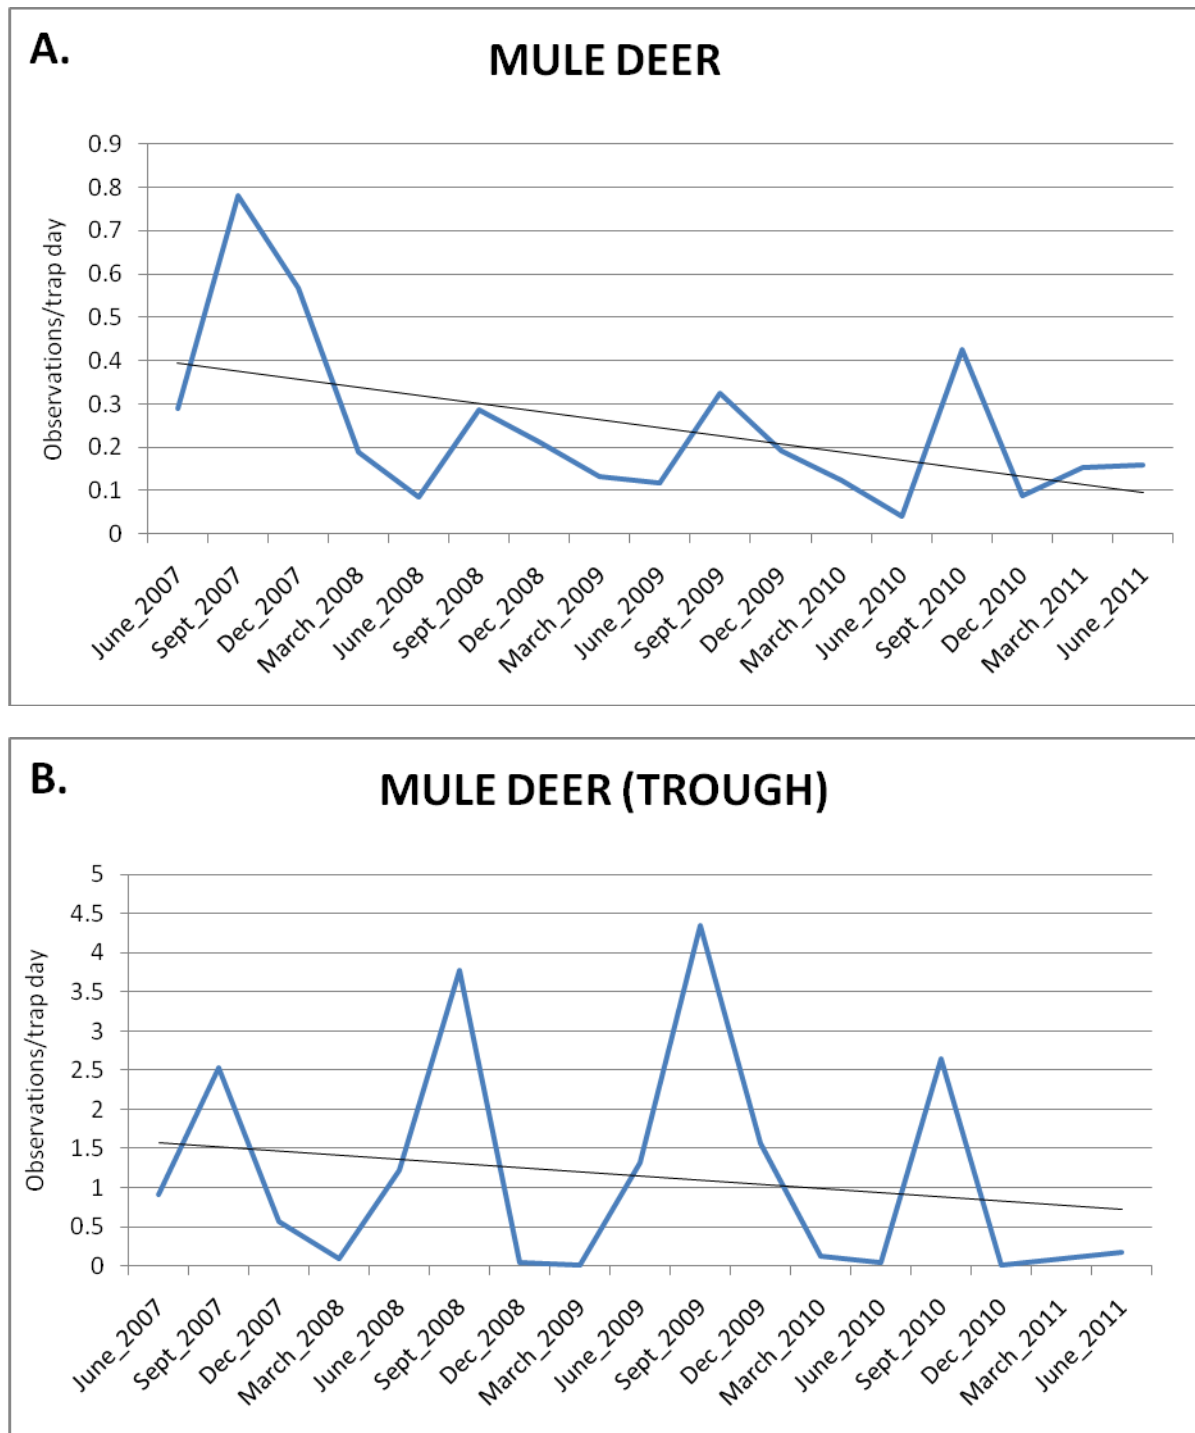 A.
MULE DEER
Observations/trap day
0.9
0.8
0.7
0.6
0.5
0.4
0.3
0.2
0.1
0
June_2007
Sept_2007
Dec_2007
March_2008
June_2008
Sept_2008
Dec_2008
March_2009
June_2009
Sept_2009
Dec_2009
March_2010
June_2010
Sept_2010
Dec_2010
March_2011
June_2011
B.
MULE DEER (TROUGH)
Observations/trap day
5
4.5
4
3.5
3
2.5
2
1.5
1
0.5
0
June_2007
Sept_2007
Dec_2007
March_2008
June_2008
Sept_2008
Dec_2008
March_2009
June_2009
Sept_2009
Dec_2009
March_2010
June_2010
Sept_2010
Dec_2010
March_2011
June_2011